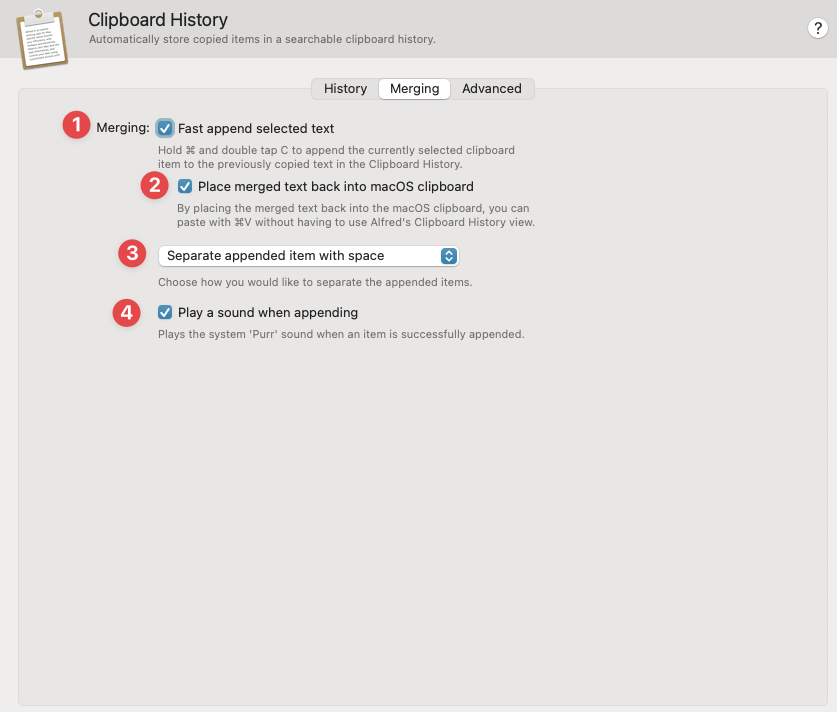 Clipboard History
Automatically store copied items in a searchable clipboard history.
?
History Merging Advanced
1 Merging: Fast append selected text
Hold ⌘ and double tap C to append the currently selected clipboard
item to the previously copied text in the Clipboard History.
2 Place merged text back into macOS clipboard
By placing the merged text back into the macOS clipboard, you can
paste with ⌘V without having to use Alfred's Clipboard History view.
3 Separate appended item with space
Choose how you would like to separate the appended items.
4 Play a sound when appending
Plays the system 'Purr' sound when an item is successfully appended.